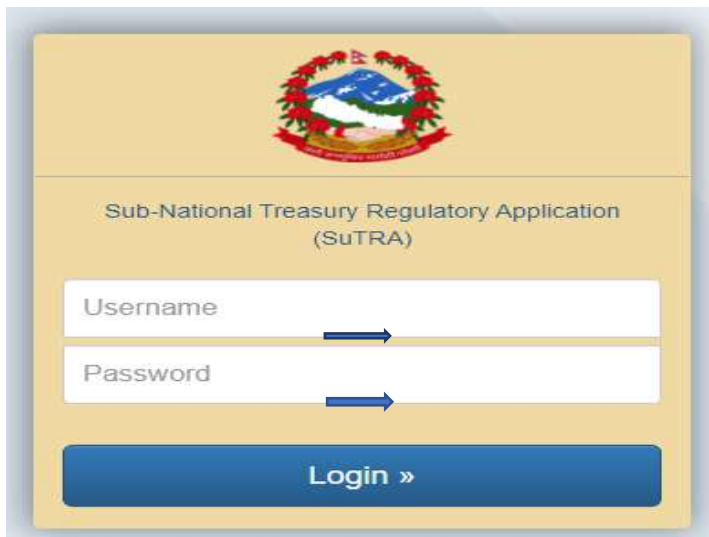 Sub-National Treasury Regulatory Application
(SuTRA)
Username
Password
Login »